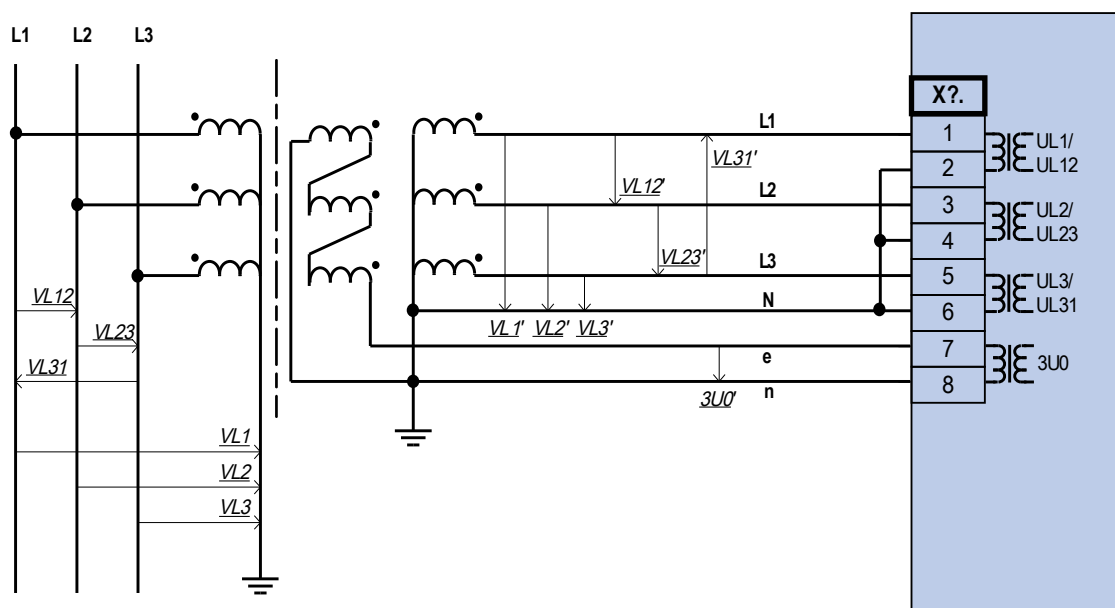 L1 L2 L3
X?.
L1
1
UL1/
UL12
VL31'
2
VL12'
L2
3
UL2/
UL23
4
VL23'
L3
5
UL3/
UL31
VL12
N
6
VL1' VL2' VL3'
VL23
7
3U0
e
VL31
8
n
3U0'
VL1
VL2
VL3